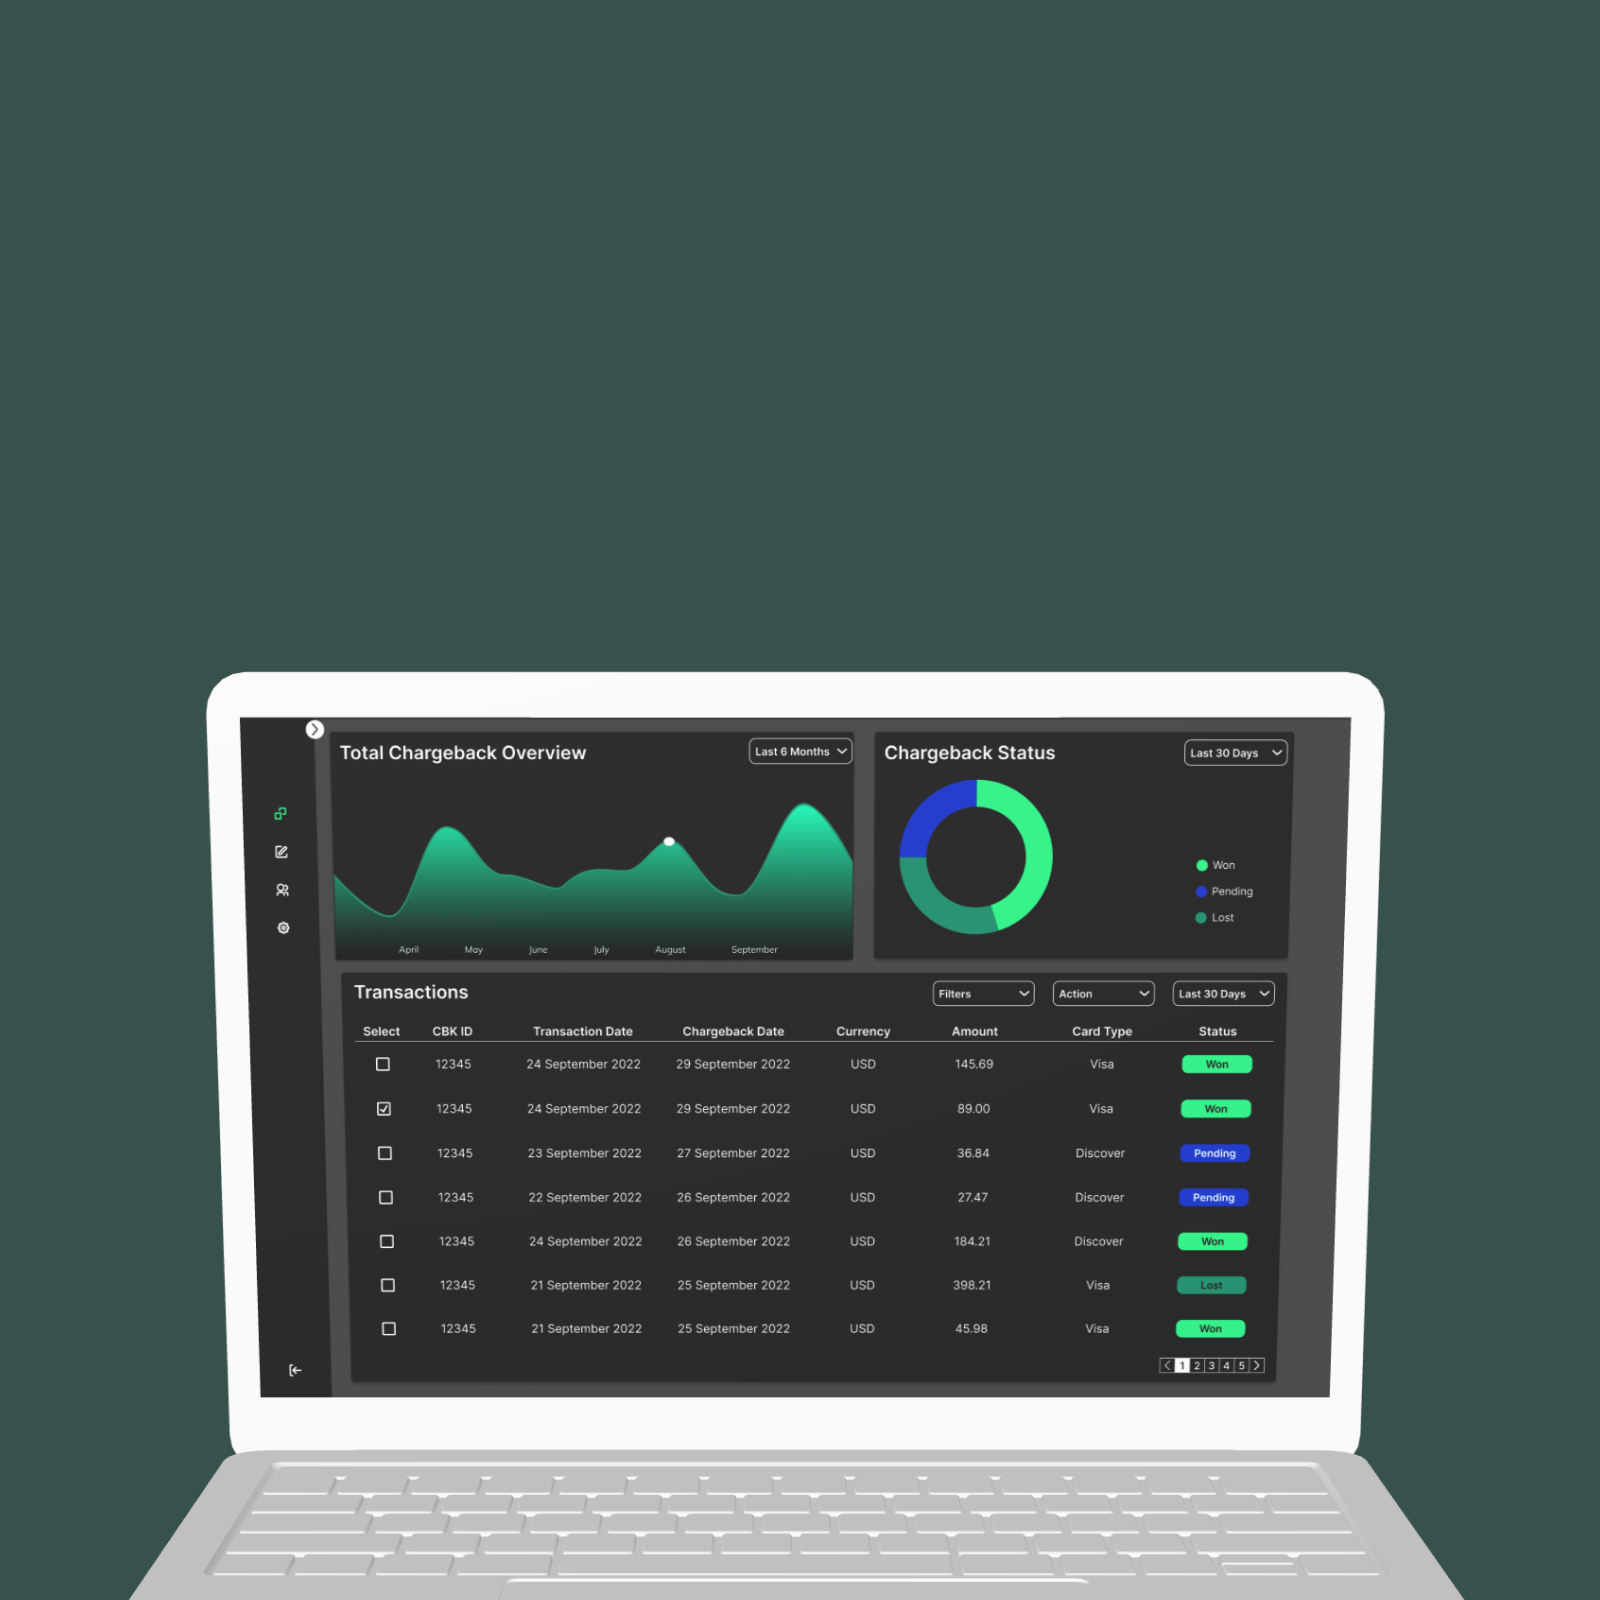 Total Chargeback Overview
Last 6 Months
April May June July August September
Chargeback Status
Last 30 Days
Won
Pending
Lost
Transactions
Filters
Action
Last 30 Days
Select CBK ID Transaction Date Chargeback Date Currency Amount Card Type Status
12345 24 September 2022 29 September 2022 USD 145.69 Visa Won
12345 24 September 2022 29 September 2022 USD 89.00 Visa Won
12345 23 September 2022 27 September 2022 USD 36.84 Discover Pending
12345 22 September 2022 26 September 2022 USD 27.47 Discover Pending
12345 24 September 2022 26 September 2022 USD 184.21 Discover Won
12345 21 September 2022 25 September 2022 USD 398.21 Visa Lost
12345 21 September 2022 25 September 2022 USD 45.98 Visa Won
1 2 3 4 5